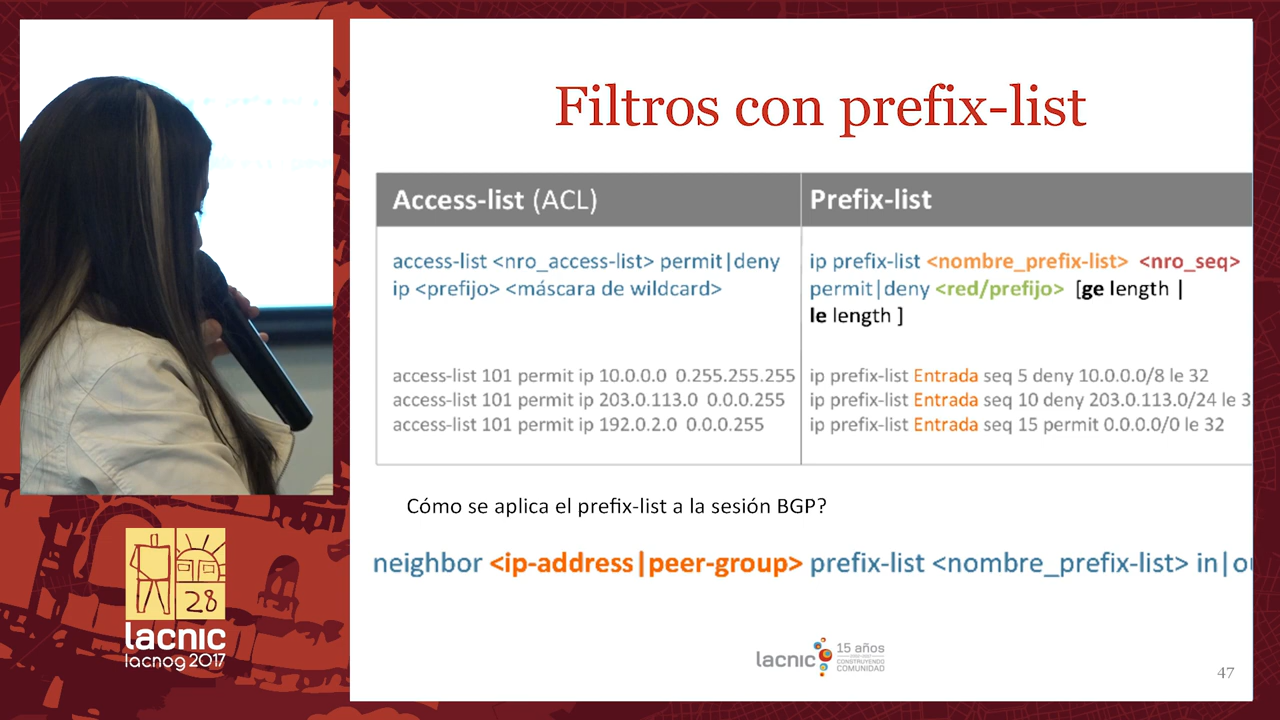 Filtros con prefix-list
Access-list (ACL)
Prefix-list
access-list <nro_access-list> permit|deny
ip <prefijo> <máscara de wildcard>
ip prefix-list <nombre_prefix-list> <nro_seq>
permit|deny <red/prefijo> [ge length |
le length ]
access-list 101 permit ip 10.0.0.0 0.255.255.255
access-list 101 permit ip 203.0.113.0 0.0.0.255
access-list 101 permit ip 192.0.2.0 0.0.0.255
ip prefix-list Entrada seq 5 deny 10.0.0.0/8 le 32
ip prefix-list Entrada seq 10 deny 203.0.113.0/24 le 3
ip prefix-list Entrada seq 15 permit 0.0.0.0/0 le 32
Cómo se aplica el prefix-list a la sesión BGP?
neighbor <ip-address|peer-group> prefix-list <nombre_prefix-list> in|ou
28
lacnic
lacnog 2017
lacnic
15 años
CONSTRUYENDO
COMUNIDAD
47